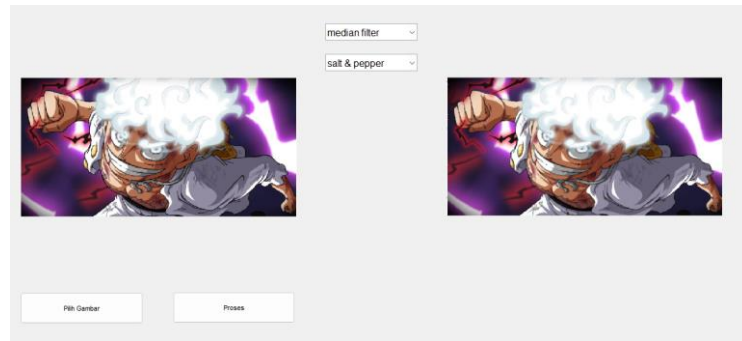 median filter
salt & pepper
Pilih Gambar
Proses